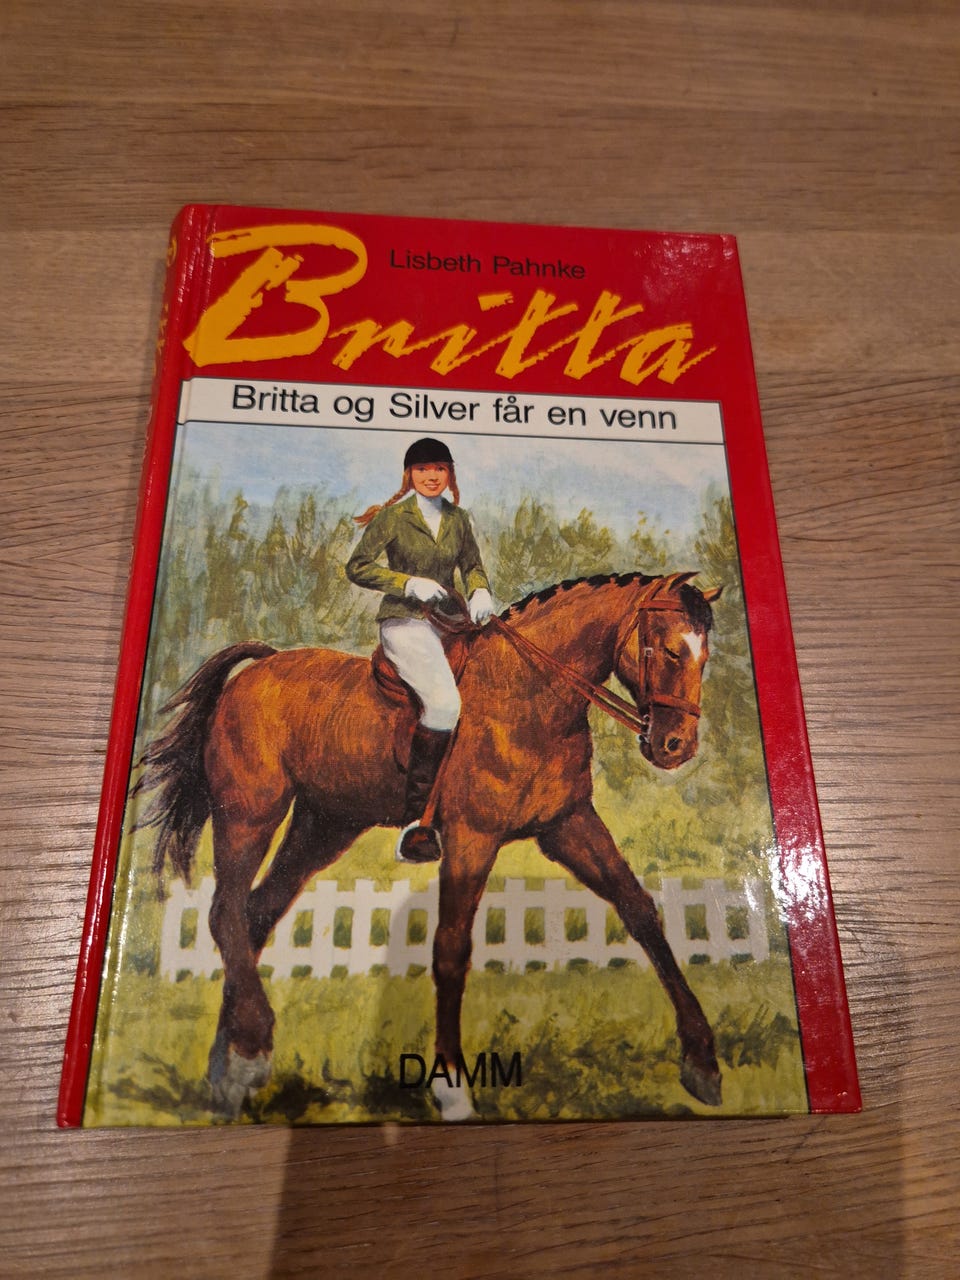 Lisbeth Pahnke
Britta
Britta og Silver får en venn
DAMM